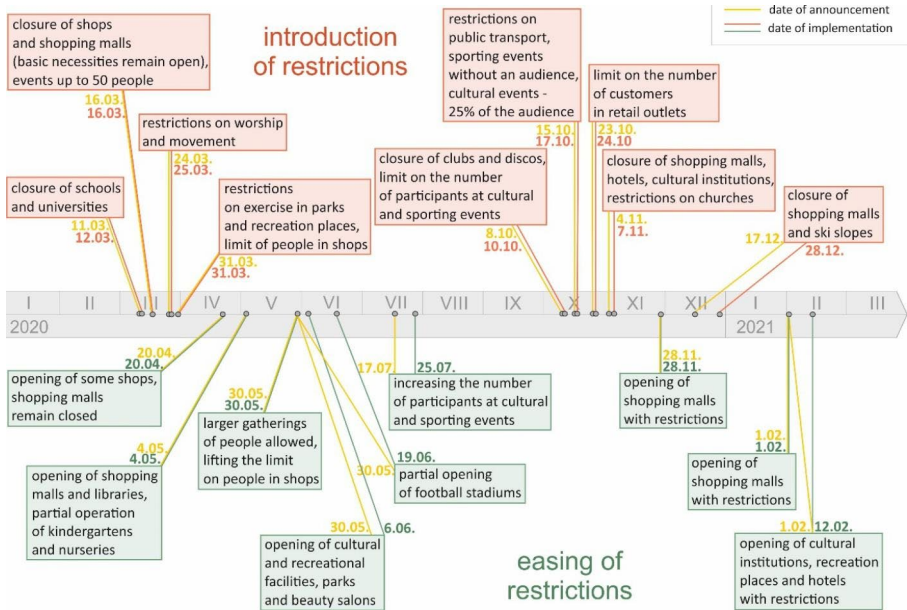 closure of shops
and shopping malls
(basic necessities remain open),
events up to 50 people
16.03.
16.03.
introduction
of restrictions
restrictions on
public transport,
sporting events
without an audience,
cultural events -
25% of the audience
15.10.
17.10.
date of announcement
date of implementation
limit on the number
of customers
in retail outlets
23.10.
24.10
restrictions on worship
and movement
24.03.
25.03.
closure of schools
and universities
11.03.
12.03.
restrictions
on exercise in parks
and recreation places,
limit of people in shops
31.03.
31.03.
closure of clubs and discos,
limit on the number
of participants at cultural
and sporting events
8.10.
10.10.
closure of shopping malls,
hotels, cultural institutions,
restrictions on churches
4.11.
7.11.
closure of
shopping malls
and ski slopes
17.12.
28.12.
I II III IV V VI VII VIII IX X XI XII I II III
2020 2021
20.04.
20.04.
opening of some shops,
shopping malls
remain closed
4.05.
4.05.
opening of shopping
malls and libraries,
partial operation
of kindergartens
and nurseries
30.05.
30.05.
larger gatherings
of people allowed,
lifting the limit
on people in shops
30.05.
6.06.
opening of cultural
and recreational
facilities, parks
and beauty salons
30.05.
19.06.
partial opening
of football stadiums
17.07.
25.07.
increasing the number
of participants at cultural
and sporting events
28.11.
28.11.
opening of
shopping malls
with restrictions
1.02.
1.02.
opening of
shopping malls
with restrictions
1.02.
12.02.
opening of cultural
institutions, recreation
places and hotels
with restrictions
easing of
restrictions